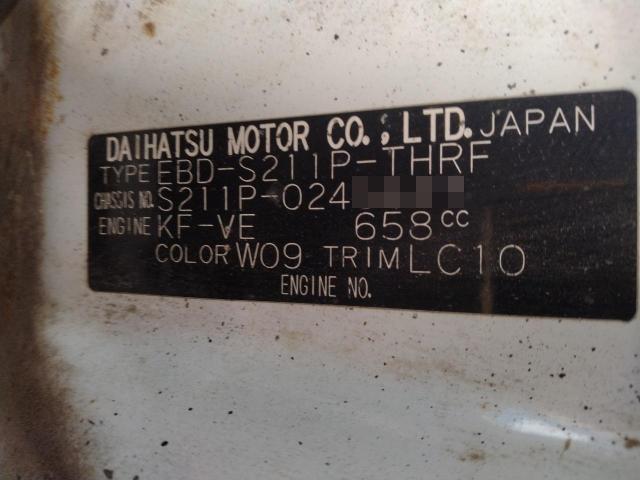 DAIHATSU MOTOR CO.,LTD. JAPAN
TYPE EBD-S211P-THRF
CHASSIS NO. S211P-024
ENGINE KF-VE 658cc
COLOR W09 TRIM LC10
ENGINE NO.